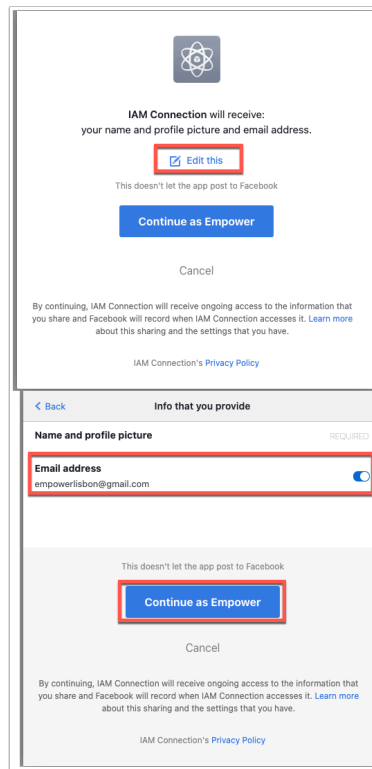 IAM Connection will receive:
your name and profile picture and email address.
Edit this
This doesn't let the app post to Facebook
Continue as Empower
Cancel
By continuing, IAM Connection will receive ongoing access to the information that
you share and Facebook will record when IAM Connection accesses it. Learn more
about this sharing and the settings that you have.
IAM Connection's Privacy Policy
Back Info that you provide
Name and profile picture REQUIRED
Email address
empowerlisbon@gmail.com
This doesn't let the app post to Facebook
Continue as Empower
Cancel
By continuing, IAM Connection will receive ongoing access to the information that
you share and Facebook will record when IAM Connection accesses it. Learn more
about this sharing and the settings that you have.
IAM Connection's Privacy Policy